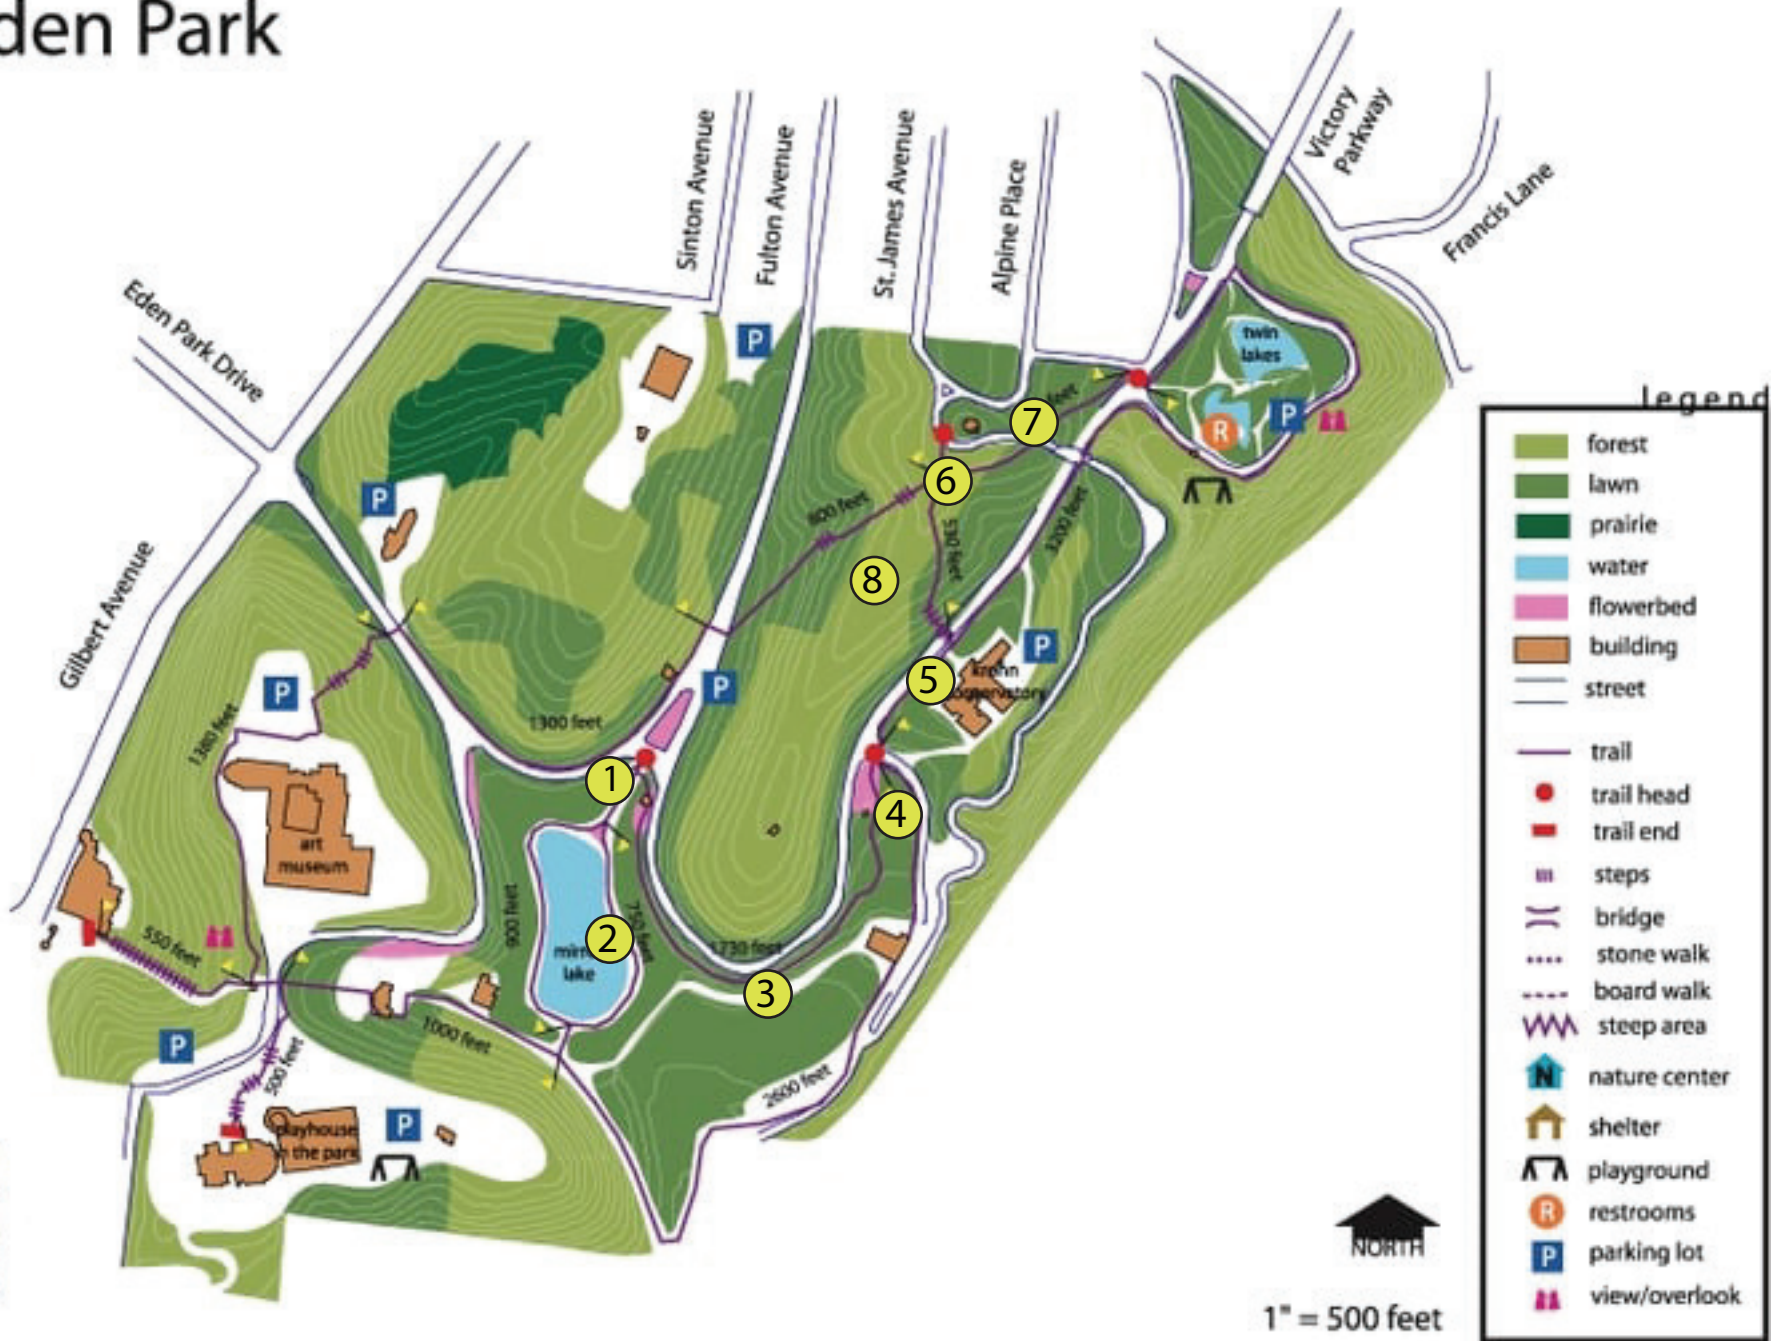 den Park
Sinton Avenue
Fulton Avenue
St. James Avenue
Alpine Place
Victory
Parkway
Francis Lane
Eden Park Drive
Gilbert Avenue
P
twin
lakes
P
R
7
feet
6
P
800 feet
530 feet
3200 feet
8
P
P
5
krohn
P
1380 feet
1300 feet
1
4
art
museum
900 feet
750 feet
2
lake
1730 feet
3
550 feet
1000 feet
P
500 feet
2600 feet
playhouse
the park
P
NORTH
1" = 500 feet
legend
forest
lawn
prairie
water
flowerbed
building
street
trail
trail head
trail end
steps
bridge
stone walk
board walk
steep area
N
nature center
shelter
playground
R
restrooms
P
parking lot
view/overlook